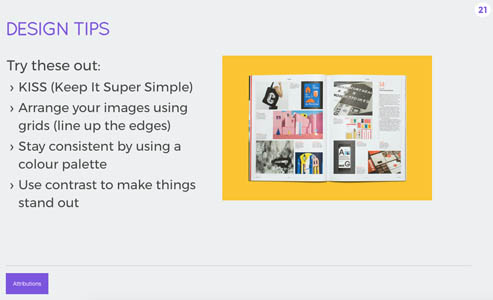 21
DESIGN TIPS
Try these out:
› KISS (Keep It Super Simple)
› Arrange your images using
grids (line up the edges)
› Stay consistent by using a
colour palette
› Use contrast to make things
stand out
A
G
Attributions